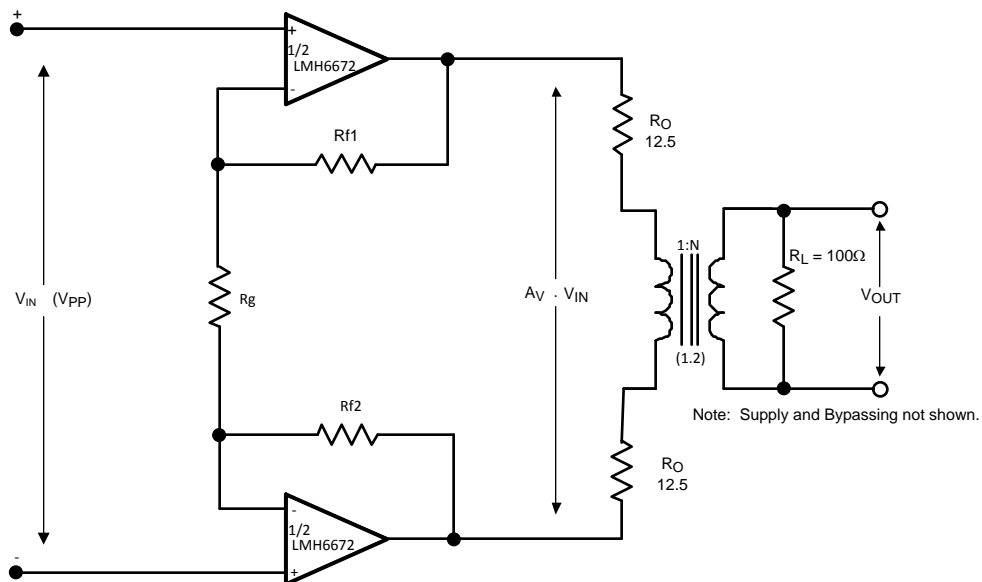 +
+
1/2
LMH6672
-
Rf1
RO
12.5
1:N
RL = 100Ω
VIN (VPP)
Rg
AV . VIN
VOUT
(1.2)
Rf2
Note: Supply and Bypassing not shown.
RO
12.5
-
1/2
LMH6672
-
+